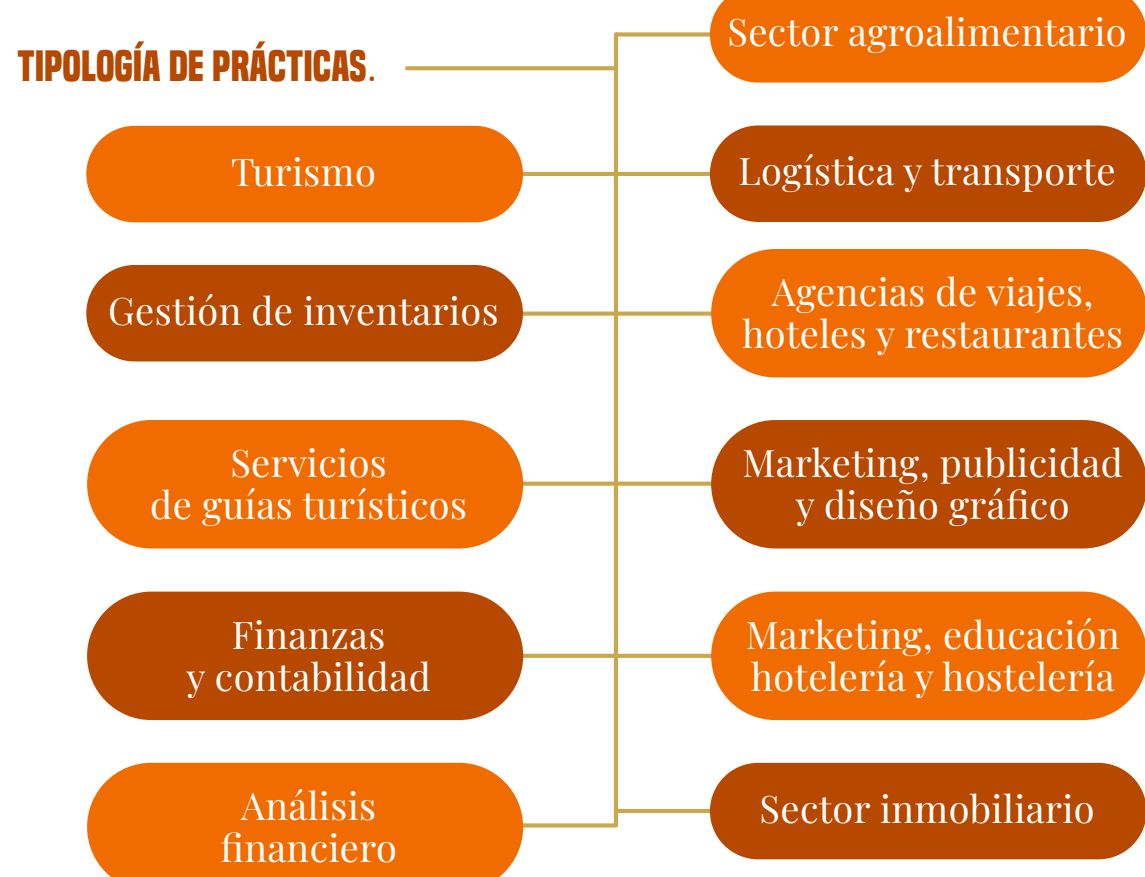 TIPOLOGÍA DE PRÁCTICAS.
Sector agroalimentario
Turismo
Logística y transporte
Gestión de inventarios
Agencias de viajes,
hoteles y restaurantes
Servicios
de guías turísticos
Marketing, publicidad
y diseño gráfico
Finanzas
y contabilidad
Marketing, educación
hotelería y hostelería
Análisis
financiero
Sector inmobiliario